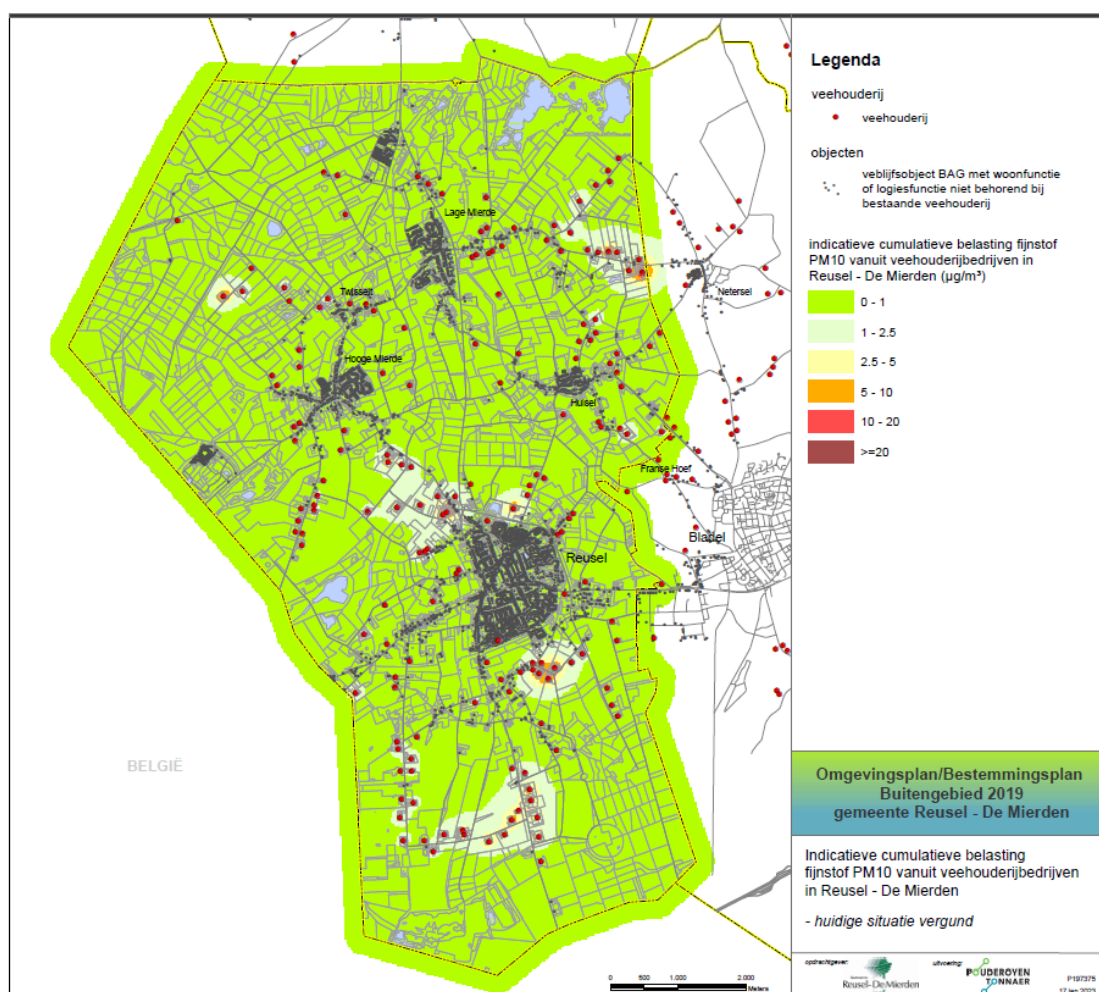 Lage Mierde
Netersel
Twisselt
Hooge Mierde
Hulsel
Franse Hoef
Bladel
Reusel
BELGIË
0 500 1.000 2.000
Meters
Legenda
veehouderij
veehouderij
objecten
veblijfsobject BAG met woonfunctie
of logiesfunctie niet behorend bij
bestaande veehouderij
indicatieve cumulatieve belasting fijnstof
PM10 vanuit veehouderijbedrijven in
Reusel - De Mierden (µg/m³)
0 - 1
1 - 2.5
2.5 - 5
5 - 10
10 - 20
>=20
Omgevingsplan/Bestemmingsplan
Buitengebied 2019
gemeente Reusel - De Mierden
Indicatieve cumulatieve belasting
fijnstof PM10 vanuit veehouderijbedrijven
in Reusel - De Mierden
- huidige situatie vergund
opdrachtgever:
Reusel-De Mierden
uitvoering:
POUDEROYEN
TONNAER
P197375
17 jan 2023